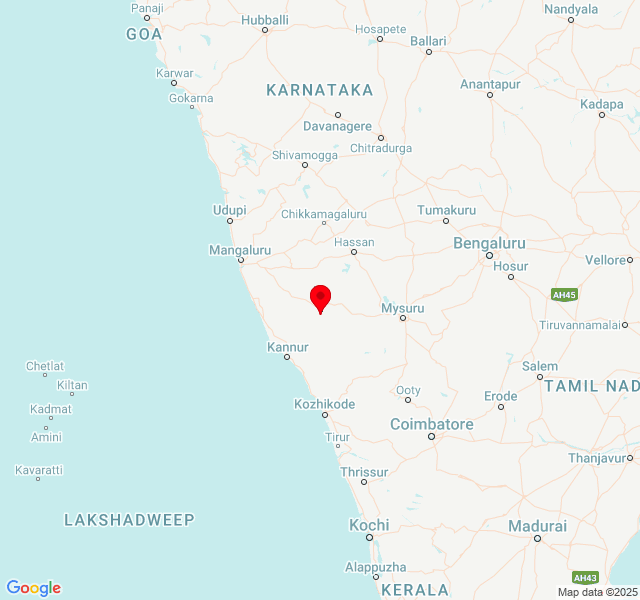 Panaji
Hubballi
Nandyala
GOA
Hosapete
Ballari
Karwar
Anantapur
KARNATAKA
Gokarna
Kadapa
Davanagere
Chitradurga
Shivamogga
Udupi
Chikkamagaluru
Tumakuru
Mangaluru
Hassan
Bengaluru
Vellore
Hosur
AH45
Mysuru
Tiruvannamalai
Kannur
Chetlat
Salem
Kiltan
Ooty
TAMIL NAD
Kadmat
Kozhikode
Erode
Amini
Tirur
Coimbatore
Kavaratti
Thrissur
Thanjavur
LAKSHADWEEP
Kochi
Madurai
Alappuzha
AH43
Google
KERALA
Map data ©2025